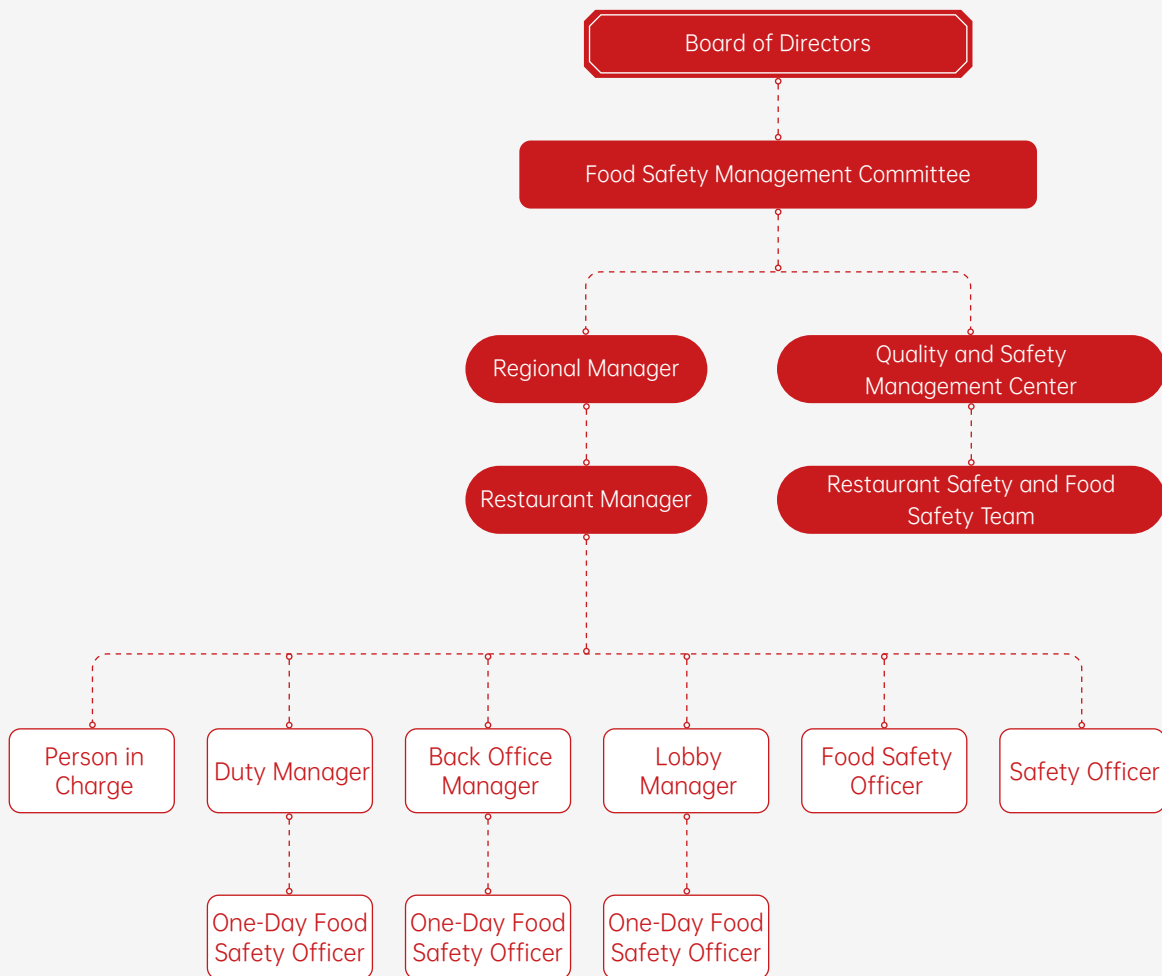 Board of Directors
Food Safety Management Committee
Regional Manager
Quality and Safety
Management Center
Restaurant Manager
Restaurant Safety and Food
Safety Team
Person in
Charge
Duty Manager
Back Office
Manager
Lobby
Manager
Food Safety
Officer
Safety Officer
One-Day Food
Safety Officer
One-Day Food
Safety Officer
One-Day Food
Safety Officer